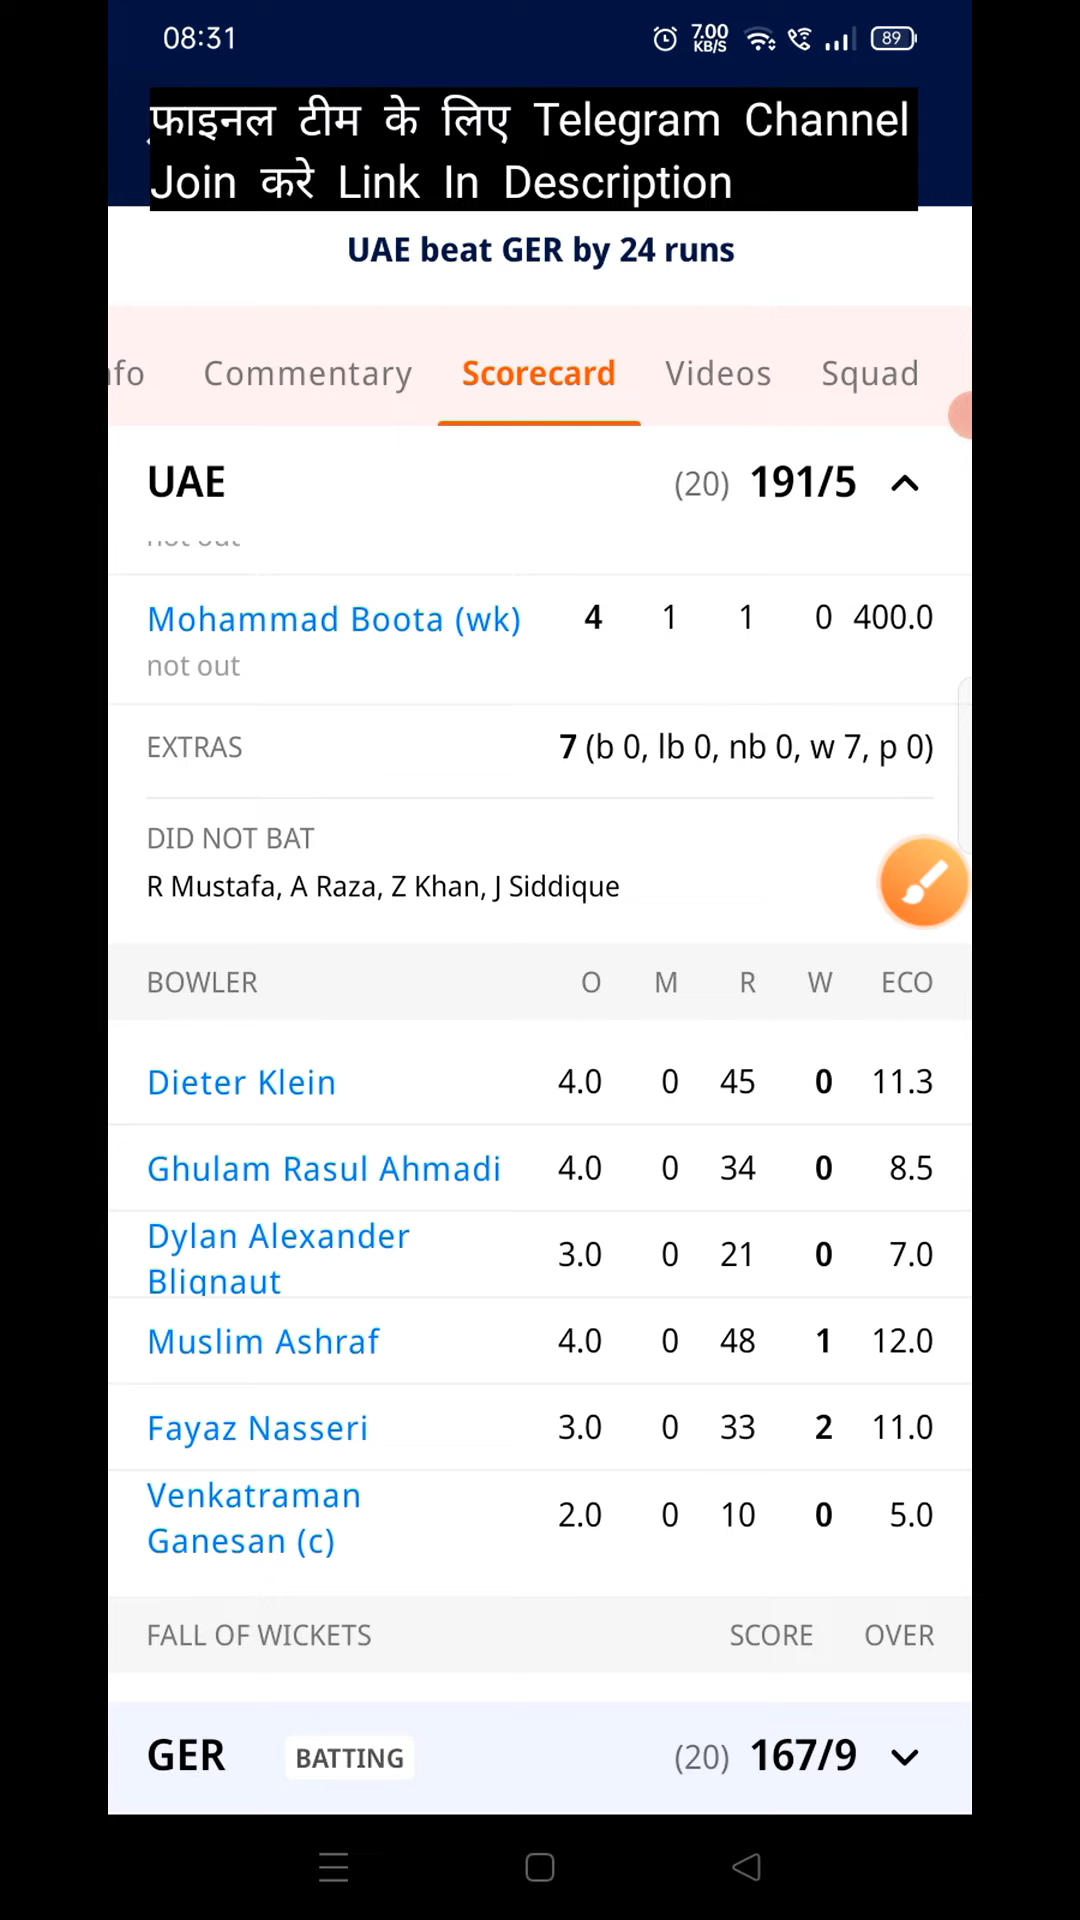 08:31 7.00 KB/S 89
फाइनल टीम के लिए Telegram Channel
Join करे Link In Description
UAE beat GER by 24 runs
nfo Commentary Scorecard Videos Squad
UAE (20) 191/5
not out
Mohammad Boota (wk) 4 1 1 0 400.0
not out
EXTRAS 7 (b 0, lb 0, nb 0, w 7, p 0)
DID NOT BAT
R Mustafa, A Raza, Z Khan, J Siddique
BOWLER O M R W ECO
Dieter Klein 4.0 0 45 0 11.3
Ghulam Rasul Ahmadi 4.0 0 34 0 8.5
Dylan Alexander
Blignaut 3.0 0 21 0 7.0
Muslim Ashraf 4.0 0 48 1 12.0
Fayaz Nasseri 3.0 0 33 2 11.0
Venkatraman
Ganesan (c) 2.0 0 10 0 5.0
FALL OF WICKETS SCORE OVER
GER BATTING (20) 167/9